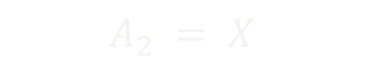 A₂ = X